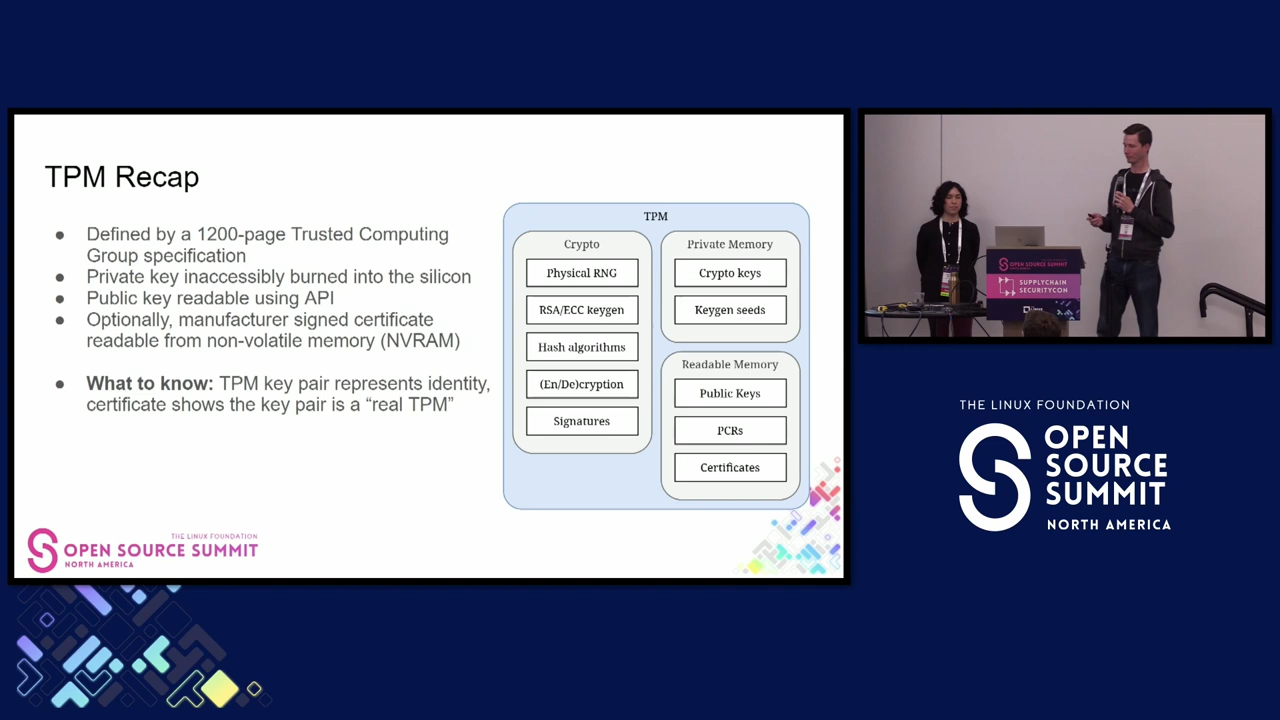 TPM Recap
● Defined by a 1200-page Trusted Computing
Group specification
● Private key inaccessibly burned into the silicon
● Public key readable using API
● Optionally, manufacturer signed certificate
readable from non-volatile memory (NVRAM)
● What to know: TPM key pair represents identity,
certificate shows the key pair is a “real TPM”
TPM
Crypto
Physical RNG
RSA/ECC keygen
Hash algorithms
(En/De)cryption
Signatures
Private Memory
Crypto keys
Keygen seeds
Readable Memory
Public Keys
PCRs
Certificates
THE LINUX FOUNDATION
OPEN SOURCE SUMMIT
NORTH AMERICA
OPEN SOURCE SUMMIT
SUPPLYCHAIN
SECURITYCON
THE LINUX FOUNDATION
OPEN
SOURCE
SUMMIT
NORTH AMERICA